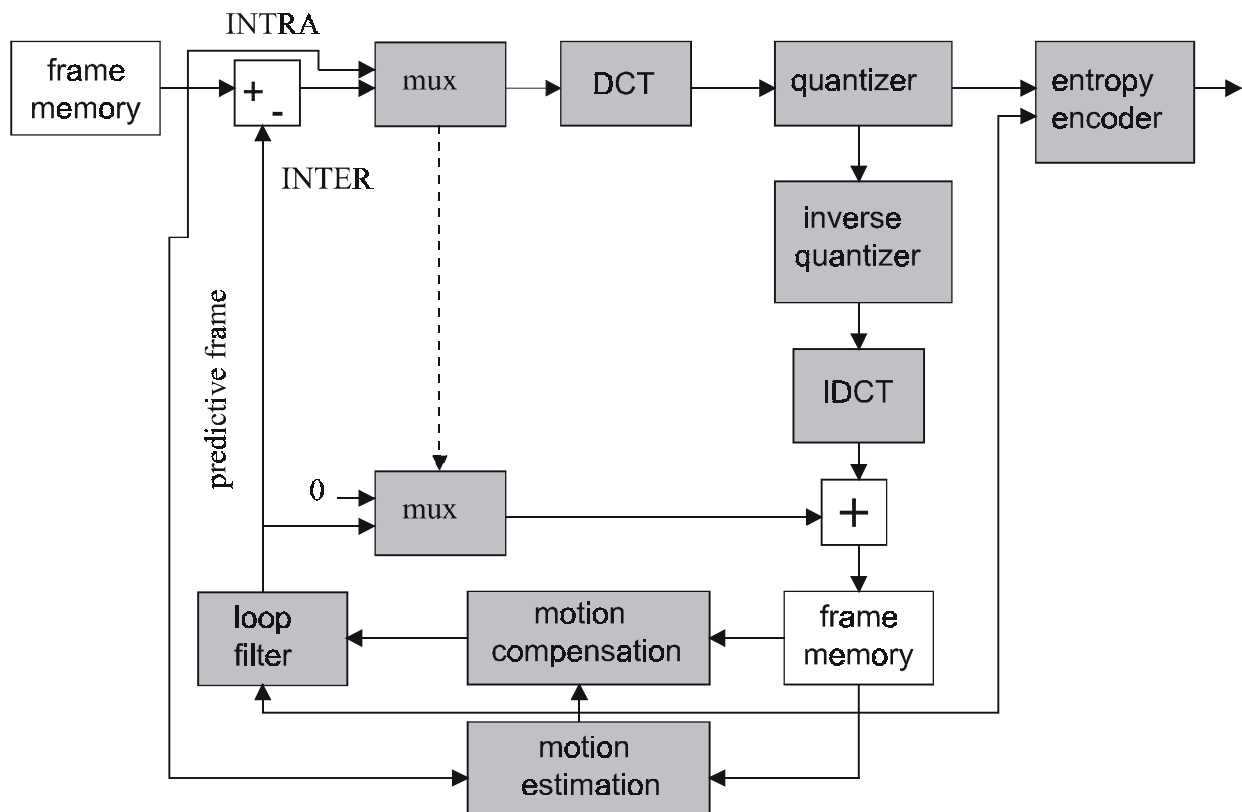 INTRA
frame
memory
+
-
mux
DCT
quantizer
entropy
encoder
INTER
inverse
quantizer
predictive frame
IDCT
0
mux
+
loop
filter
motion
compensation
frame
memory
motion
estimation